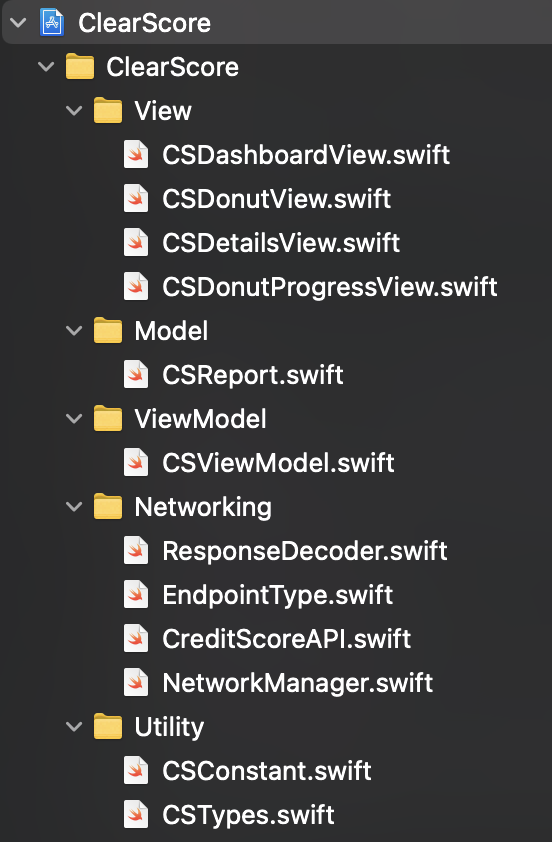 ClearScore
ClearScore
View
CSDashboardView.swift
CSDonutView.swift
CSDetailsView.swift
CSDonutProgressView.swift
Model
CSReport.swift
ViewModel
CSViewModel.swift
Networking
ResponseDecoder.swift
EndpointType.swift
CreditScoreAPI.swift
NetworkManager.swift
Utility
CSConstant.swift
CSTypes.swift